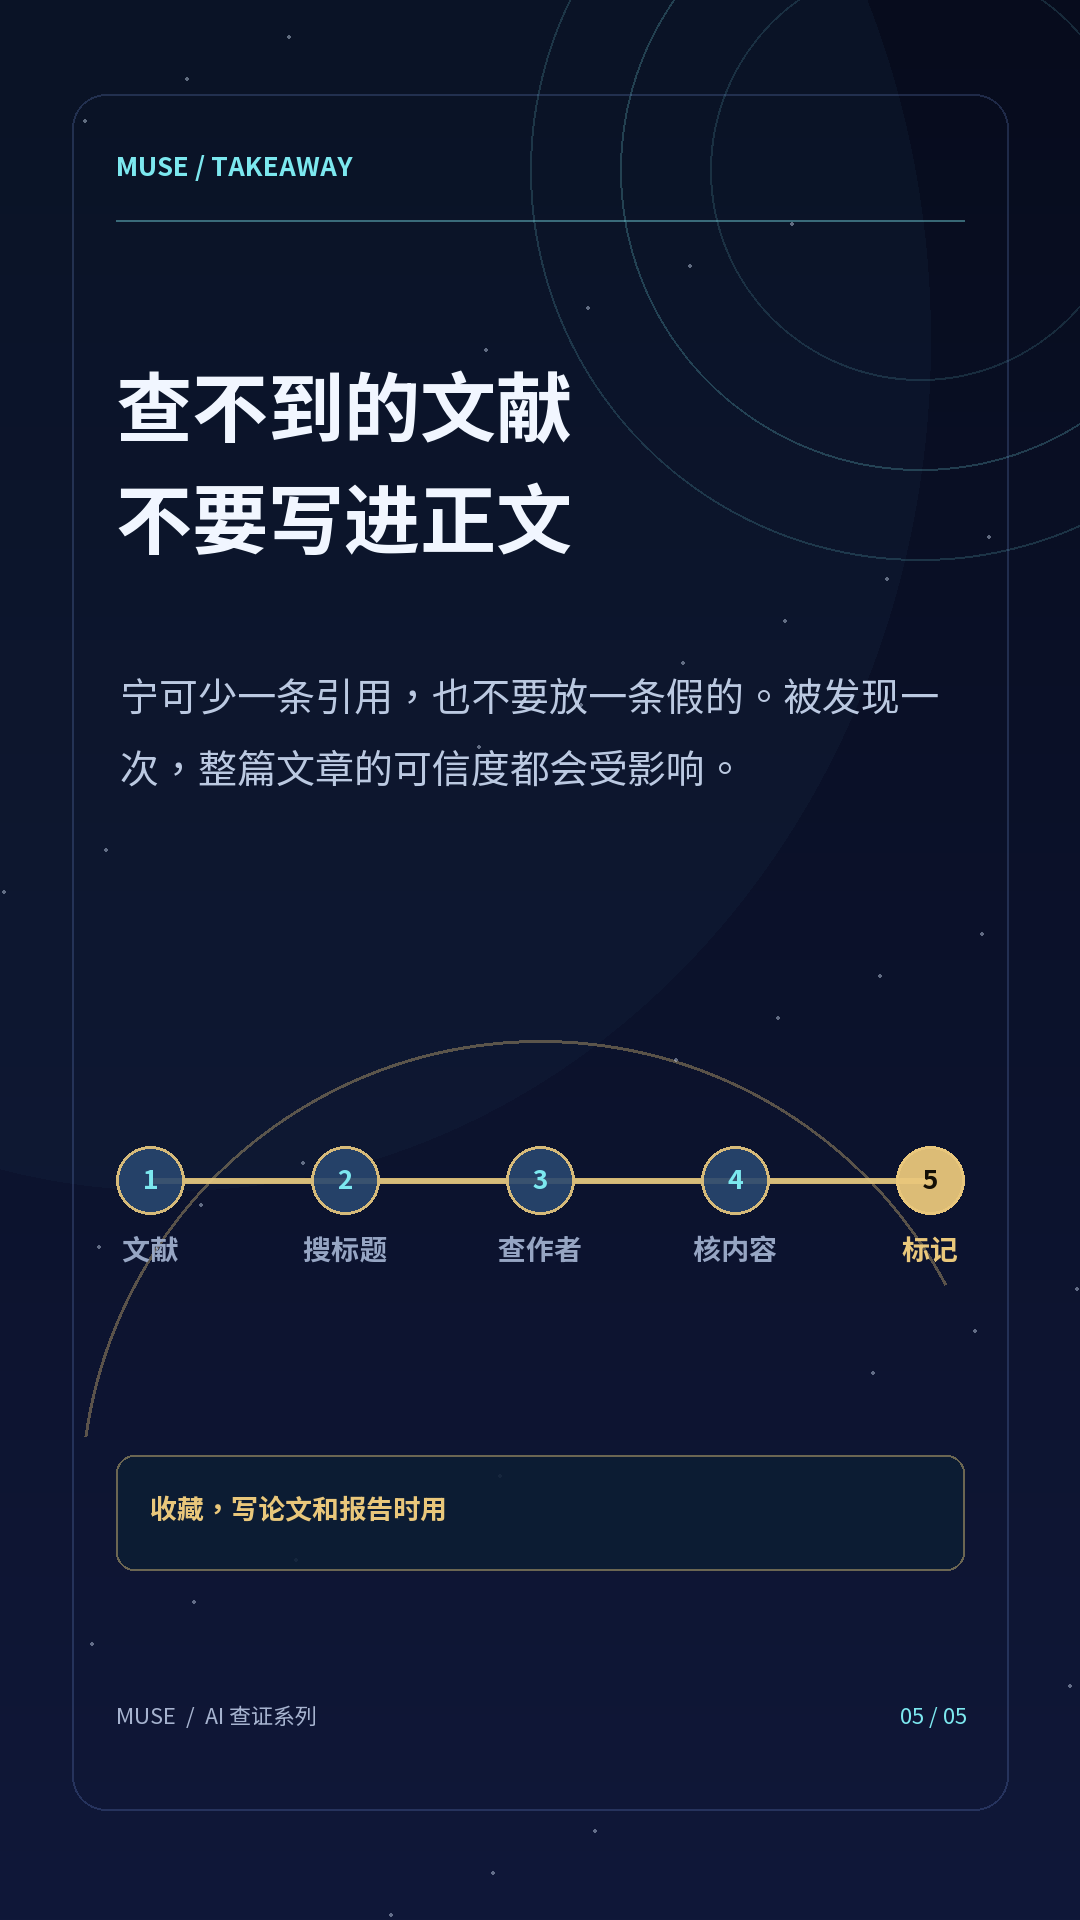 MUSE / TAKEAWAY
查不到的文献
不要写进正文
宁可少一条引用，也不要放一条假的。被发现一
次，整篇文章的可信度都会受影响。
1
2
3
4
5
文献
搜标题
查作者
核内容
标记
收藏，写论文和报告时用
MUSE / AI 查证系列
05 / 05